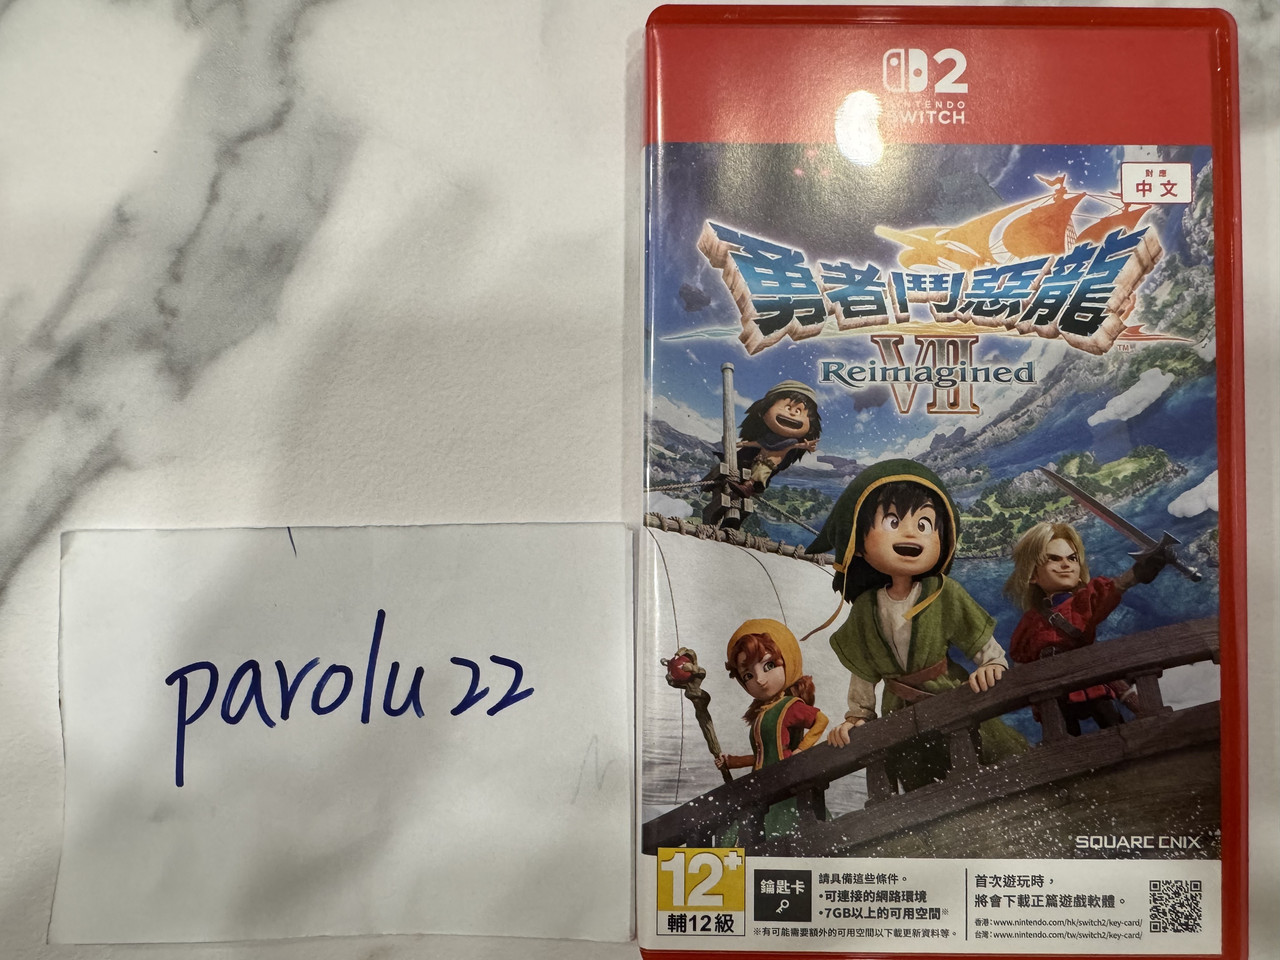 parolu22
2
NINTENDO
SWITCH
對應
中文
勇者鬥惡龍
TM
VII
Reimagined
SQUARE ENIX
12+
輔12級
鑰匙卡
請具備這些條件。
・可連接的網路環境
・7GB以上的可用空間※
※有可能需要額外的可用空間以下載更新資料等。
首次遊玩時，
將會下載正篇遊戲軟體。
香港：www.nintendo.com/hk/switch2/key-card/
台灣：www.nintendo.com/tw/switch2/key-card/